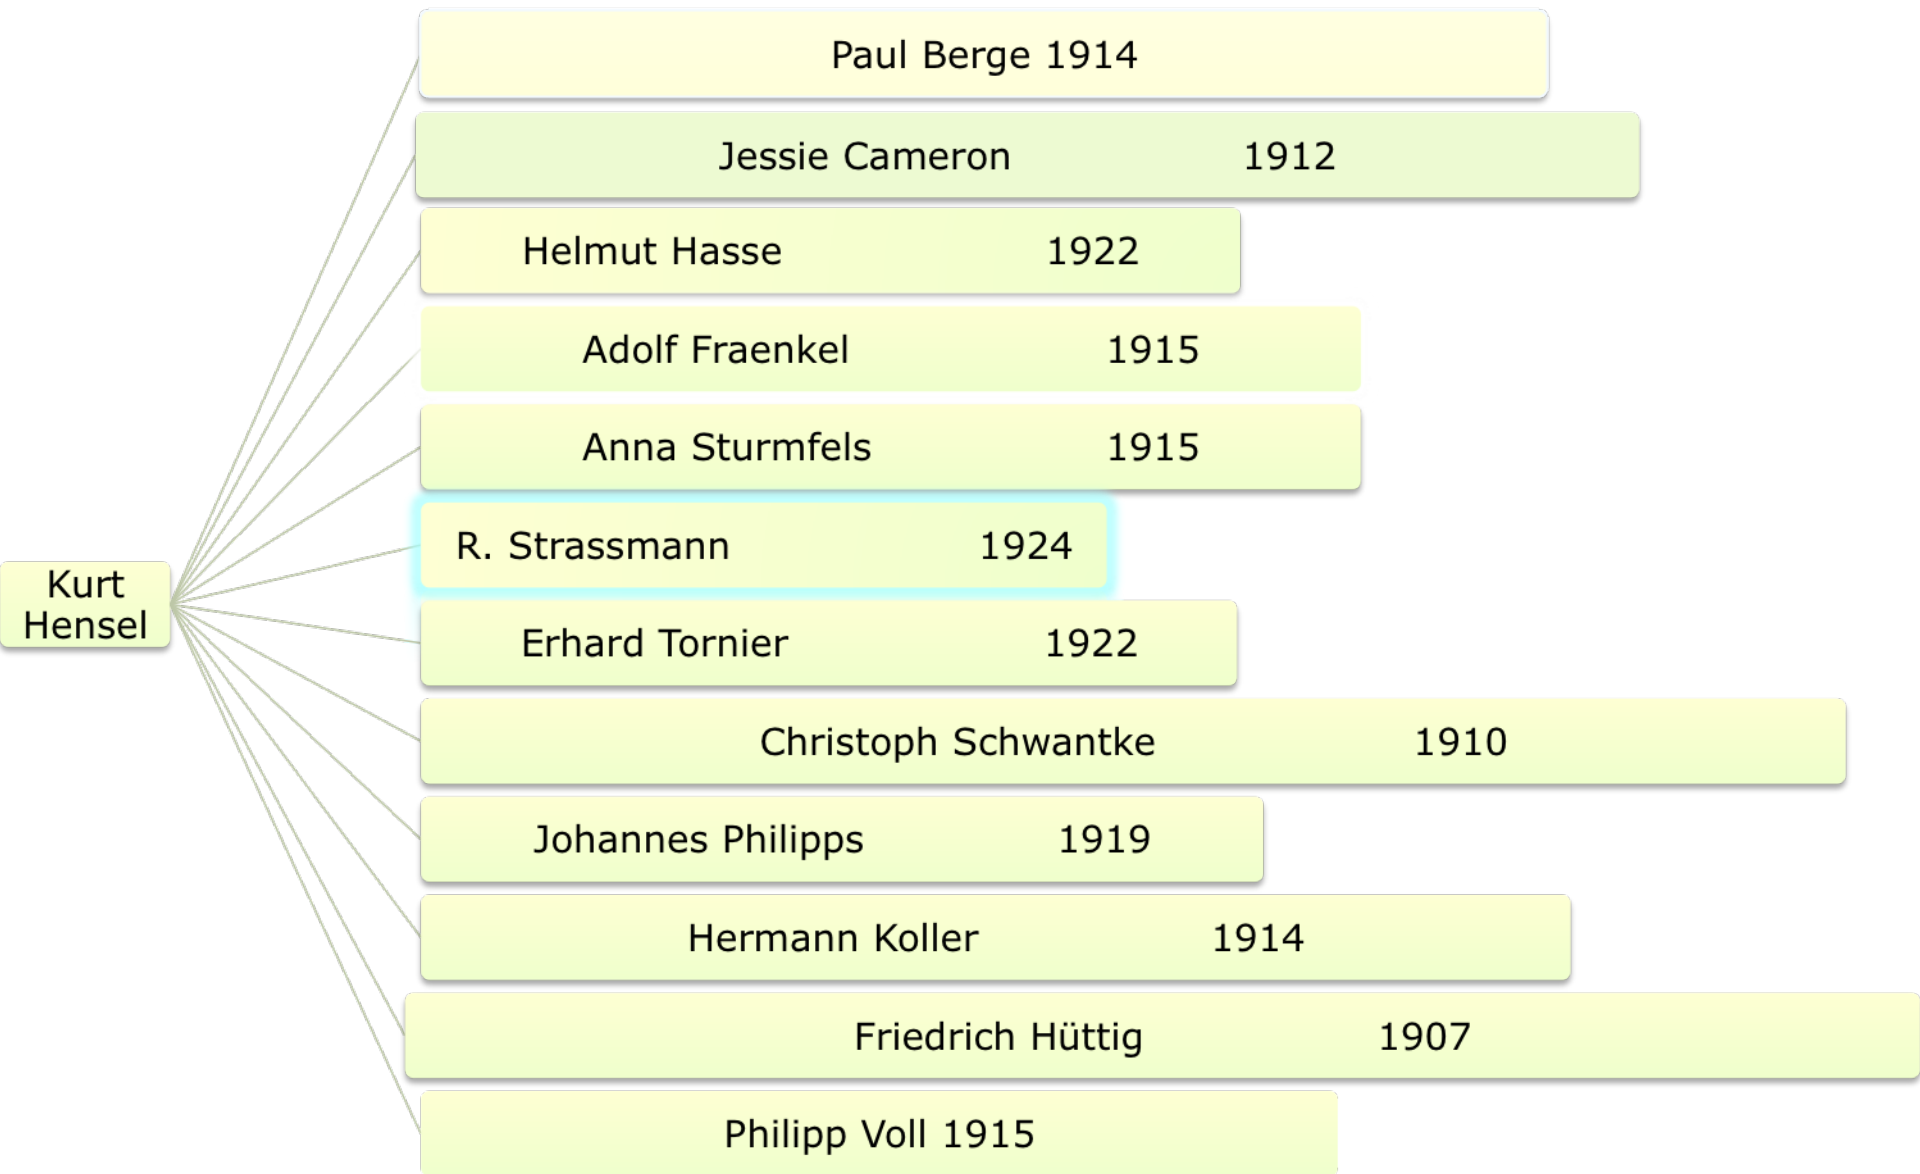 Paul Berge 1914
Jessie Cameron 1912
Helmut Hasse 1922
Adolf Fraenkel 1915
Anna Sturmfels 1915
R. Strassmann 1924
Kurt
Hensel
Erhard Tornier 1922
Christoph Schwantke 1910
Johannes Philipps 1919
Hermann Koller 1914
Friedrich Hüttig 1907
Philipp Voll 1915